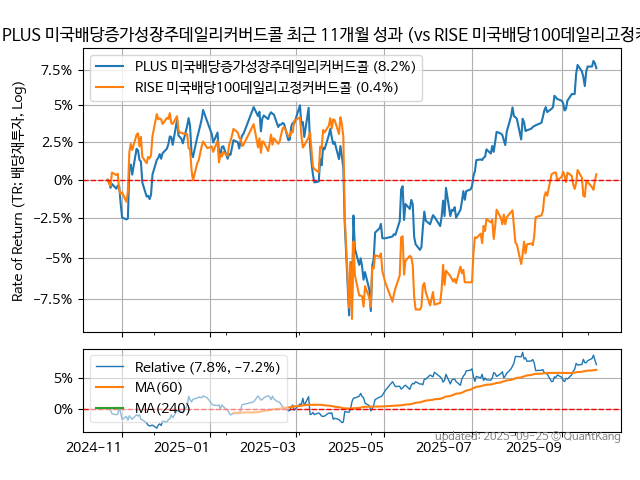 PLUS 미국배당증가성장주데일리커버드콜 최근 11개월 성과 (vs RISE 미국배당100데일리고정커
Rate of Return (TR: 배당재투자, Log)
7.5%
5%
2.5%
0%
−2.5%
−5%
−7.5%
PLUS 미국배당증가성장주데일리커버드콜 (8.2%)
RISE 미국배당100데일리고정커버드콜 (0.4%)
5%
0%
Relative (7.8%, −7.2%)
MA(60)
MA(240)
2024−11
2025−01
2025−03
2025−05
2025−07
2025−09
updated: 2025-09-25 © QuantKang